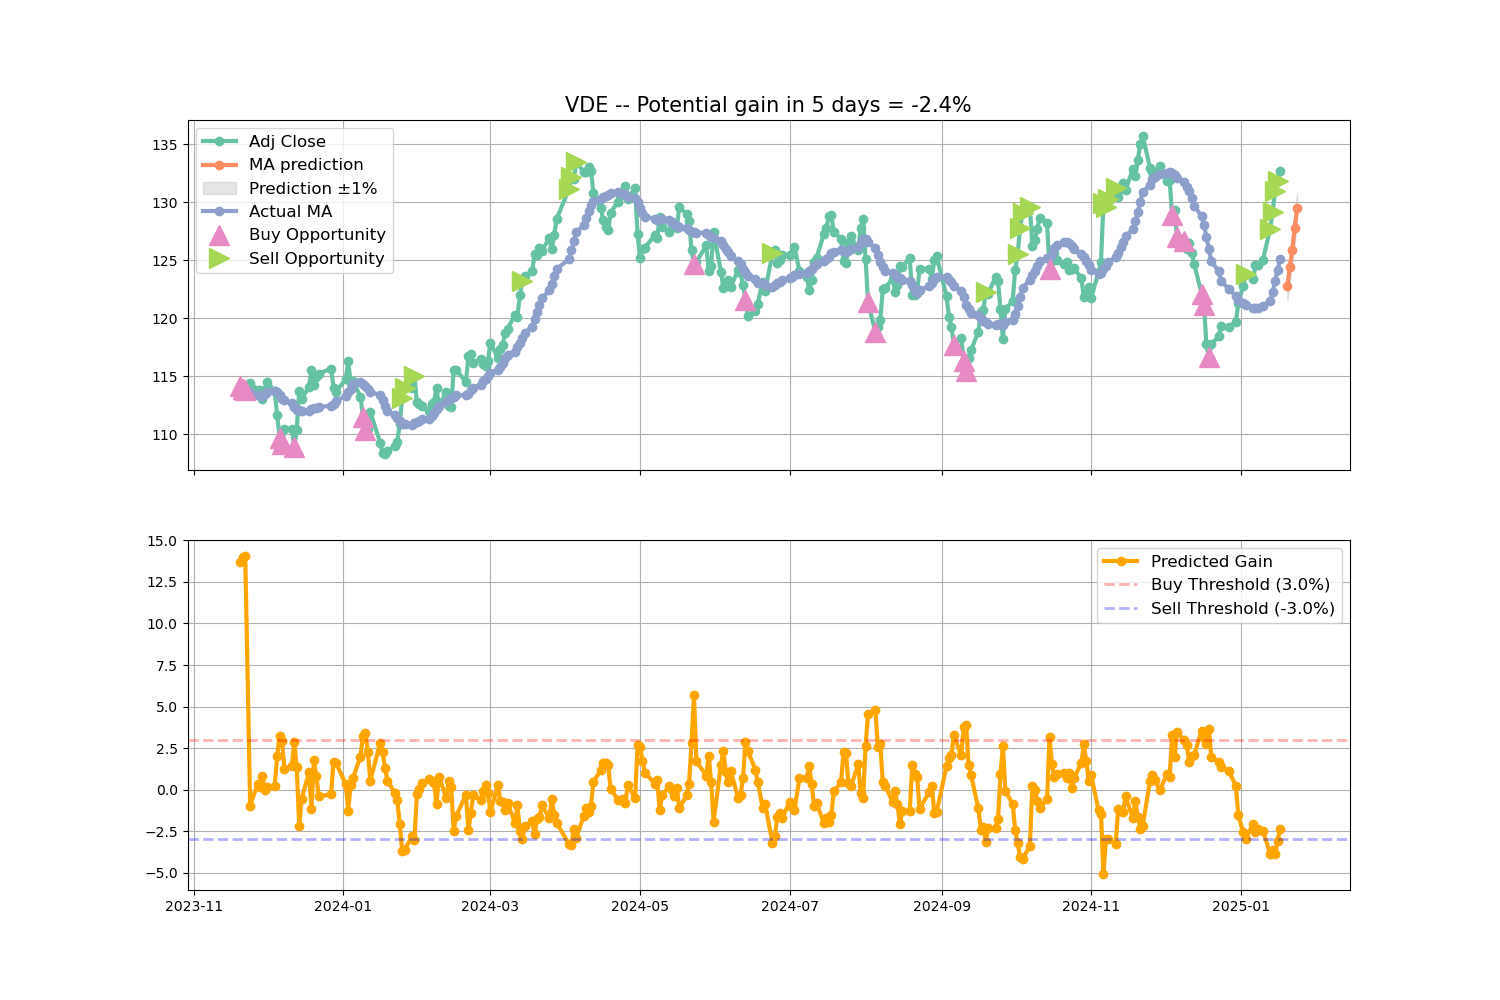 VDE -- Potential gain in 5 days = -2.4%
135
130
125
120
115
110
Adj Close
MA prediction
Prediction ±1%
Actual MA
Buy Opportunity
Sell Opportunity
15.0
12.5
10.0
7.5
5.0
2.5
0.0
−2.5
−5.0
Predicted Gain
Buy Threshold (3.0%)
Sell Threshold (-3.0%)
2023-11 2024-01 2024-03 2024-05 2024-07 2024-09 2024-11 2025-01